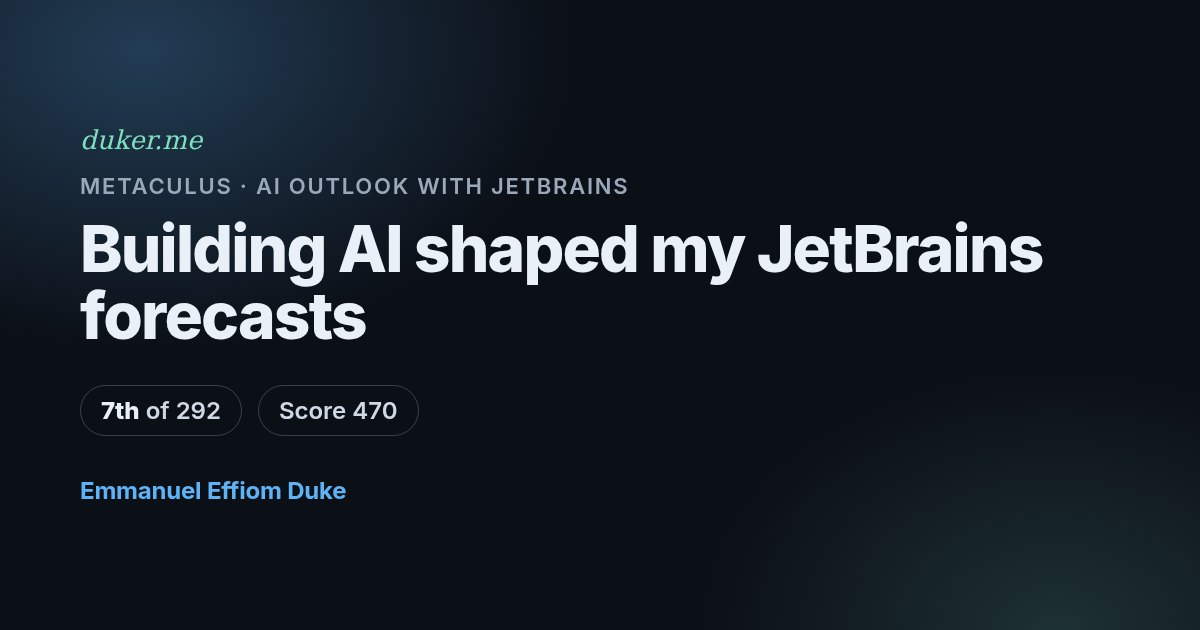 duker.me
METACULUS · AI OUTLOOK WITH JETBRAINS
Building AI shaped my JetBrains
forecasts
7th of 292
Score 470
Emmanuel Effiom Duke